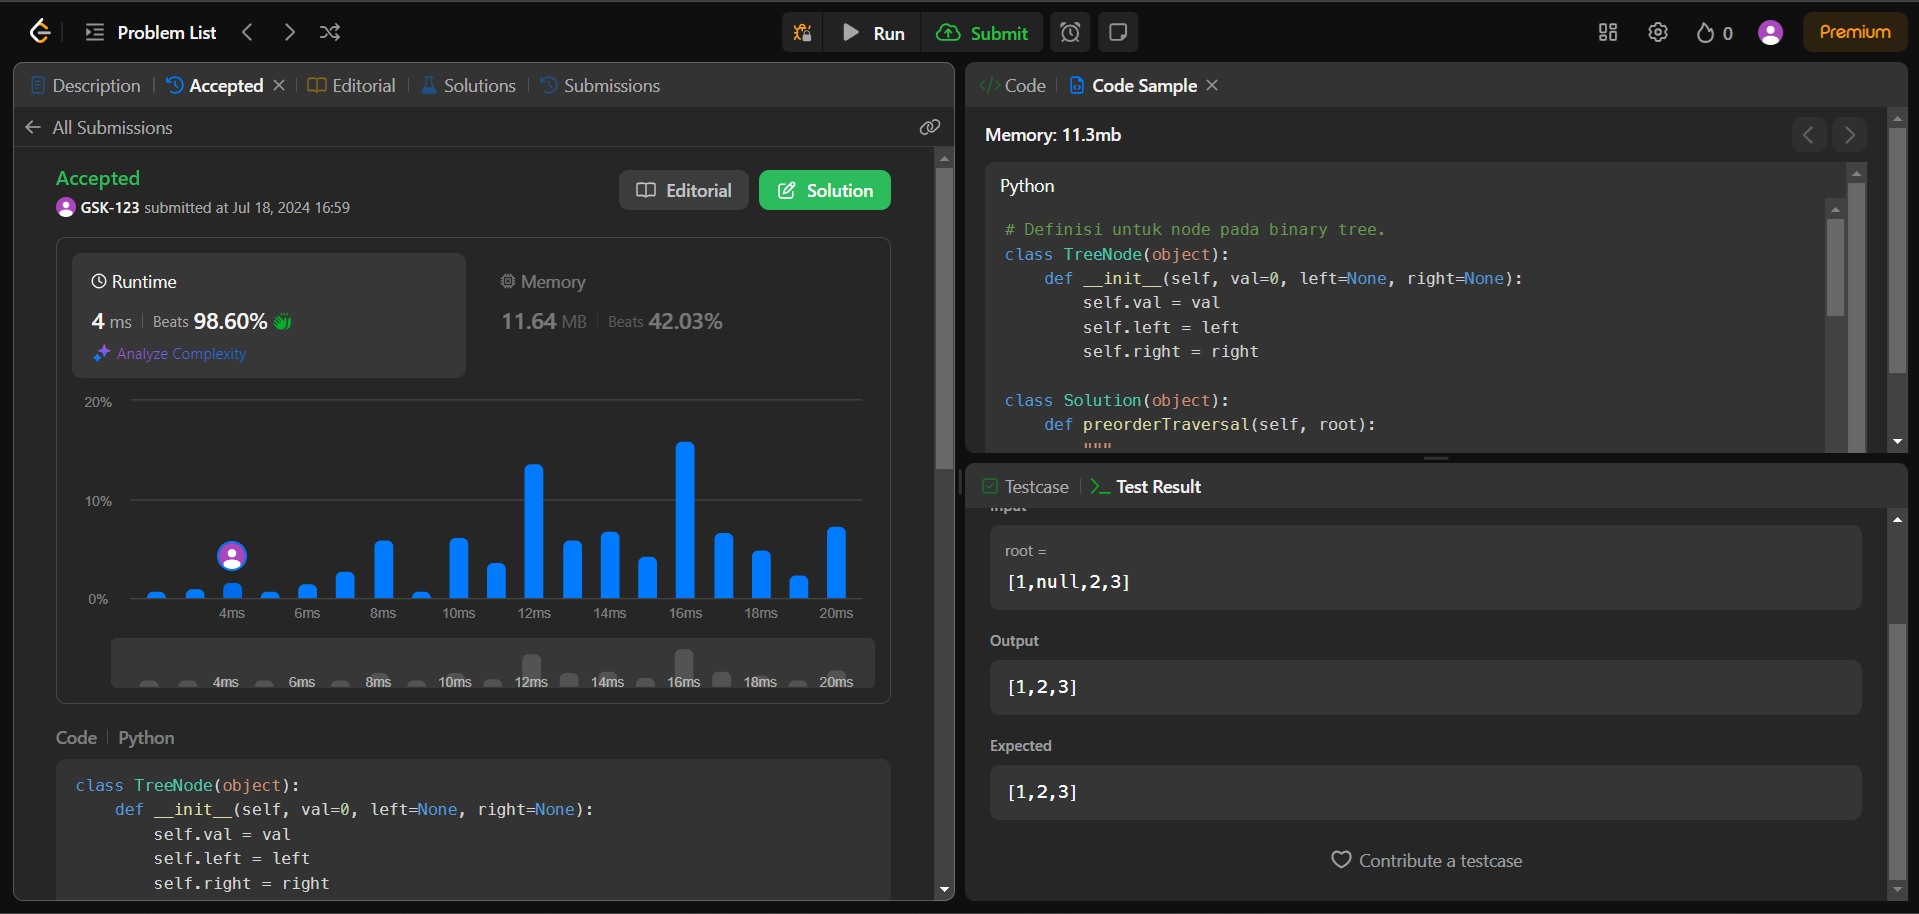 Problem List
Run
Submit
0
Premium
Description
Accepted
Editorial
Solutions
Submissions
All Submissions
Accepted
GSK-123 submitted at Jul 18, 2024 16:59
Editorial
Solution
Runtime
4 ms
Beats 98.60%
Analyze Complexity
Memory
11.64 MB
Beats 42.03%
20%
10%
0%
4ms 6ms 8ms 10ms 12ms 14ms 16ms 18ms 20ms
4ms 6ms 8ms 10ms 12ms 14ms 16ms 18ms 20ms
Code
Python
class TreeNode(object):
    def __init__(self, val=0, left=None, right=None):
        self.val = val
        self.left = left
        self.right = right
Code
Code Sample
Memory: 11.3mb
Python
# Definisi untuk node pada binary tree.
class TreeNode(object):
    def __init__(self, val=0, left=None, right=None):
        self.val = val
        self.left = left
        self.right = right
class Solution(object):
    def preorderTraversal(self, root):
        """
Testcase
Test Result
Input
root =
[1,null,2,3]
Output
[1,2,3]
Expected
[1,2,3]
Contribute a testcase